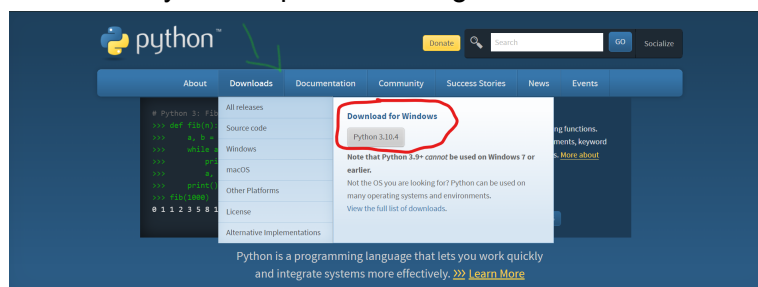 python™
Donate
Search
GO
Socialize
About Downloads Documentation Community Success Stories News Events
# Python 3: Fib
>>> def fib(n):
>>> a, b =
>>> while a
>>> pri
>>> a,
>>> print()
>>> fib(1000)
0 1 1 2 3 5 8 1
All releases
Source code
Windows
macOS
Other Platforms
License
Alternative Implementations
Download for Windows
Python 3.10.4
Note that Python 3.9+ cannot be used on Windows 7 or
earlier.
Not the OS you are looking for? Python can be used on
many operating systems and environments.
View the full list of downloads.
ng functions.
ments, keyword
s. More about
Python is a programming language that lets you work quickly
and integrate systems more effectively. >>> Learn More